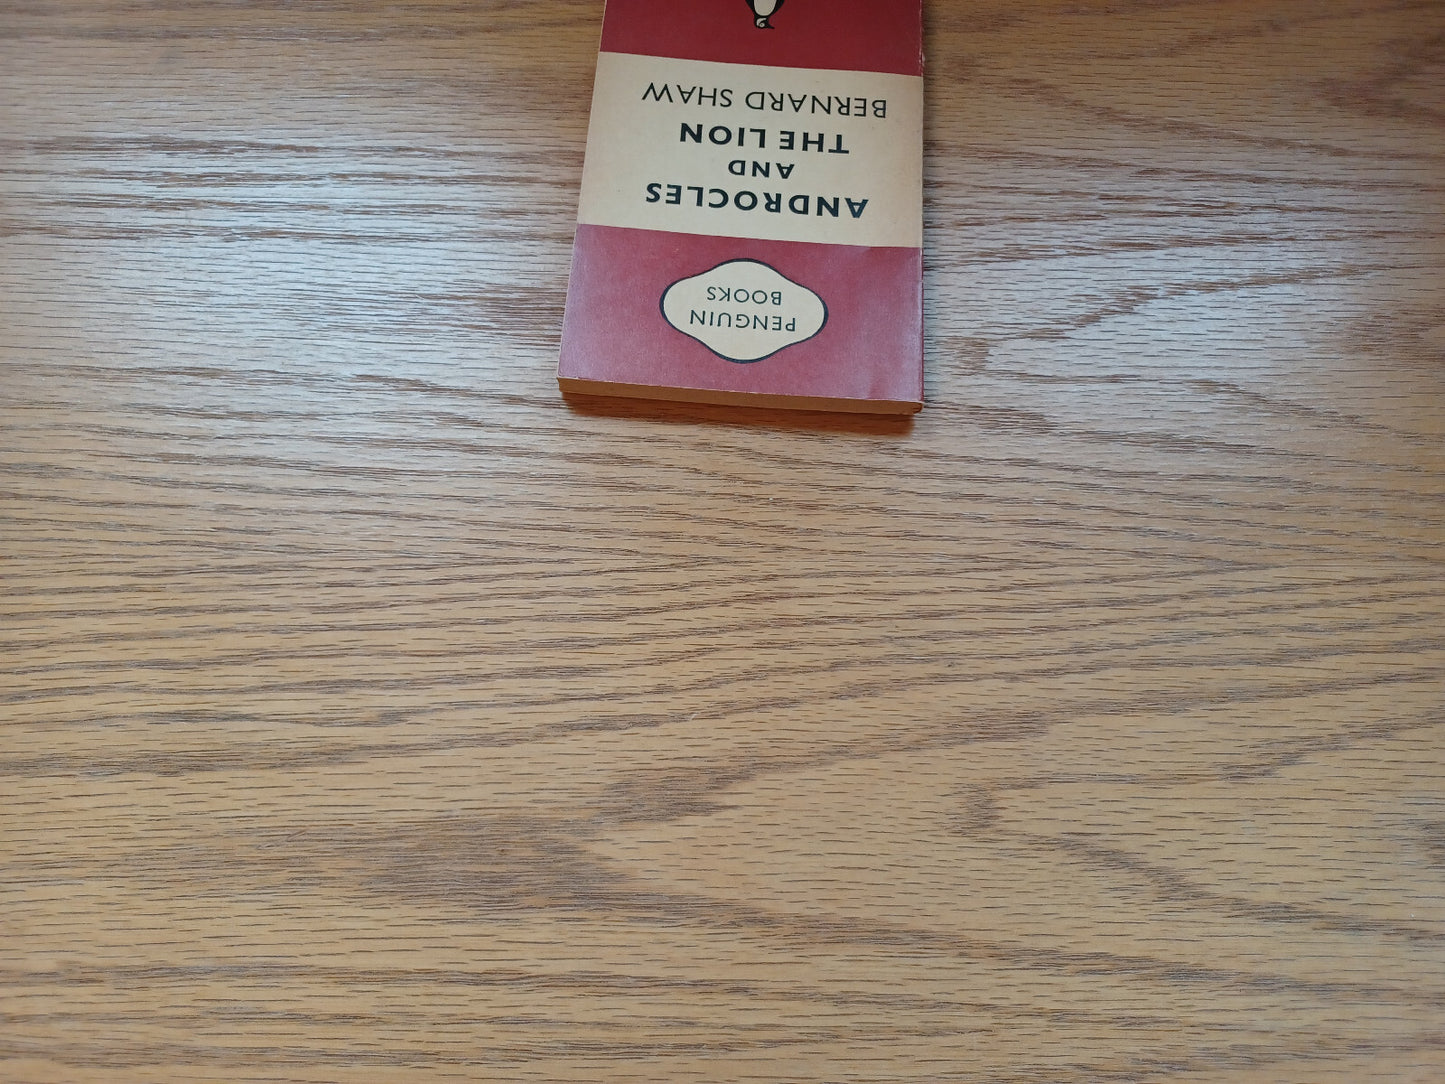 PENGUIN
BOOKS
ANDROCLES
AND
THE LION
BERNARD SHAW